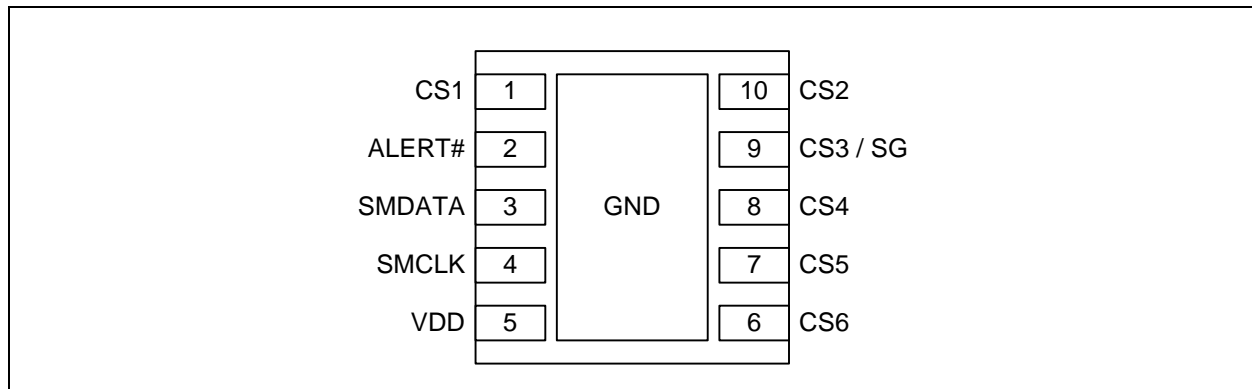 CS1 1 10 CS2
ALERT# 2 9 CS3 / SG
SMDATA 3 GND 8 CS4
SMCLK 4 7 CS5
VDD 5 6 CS6